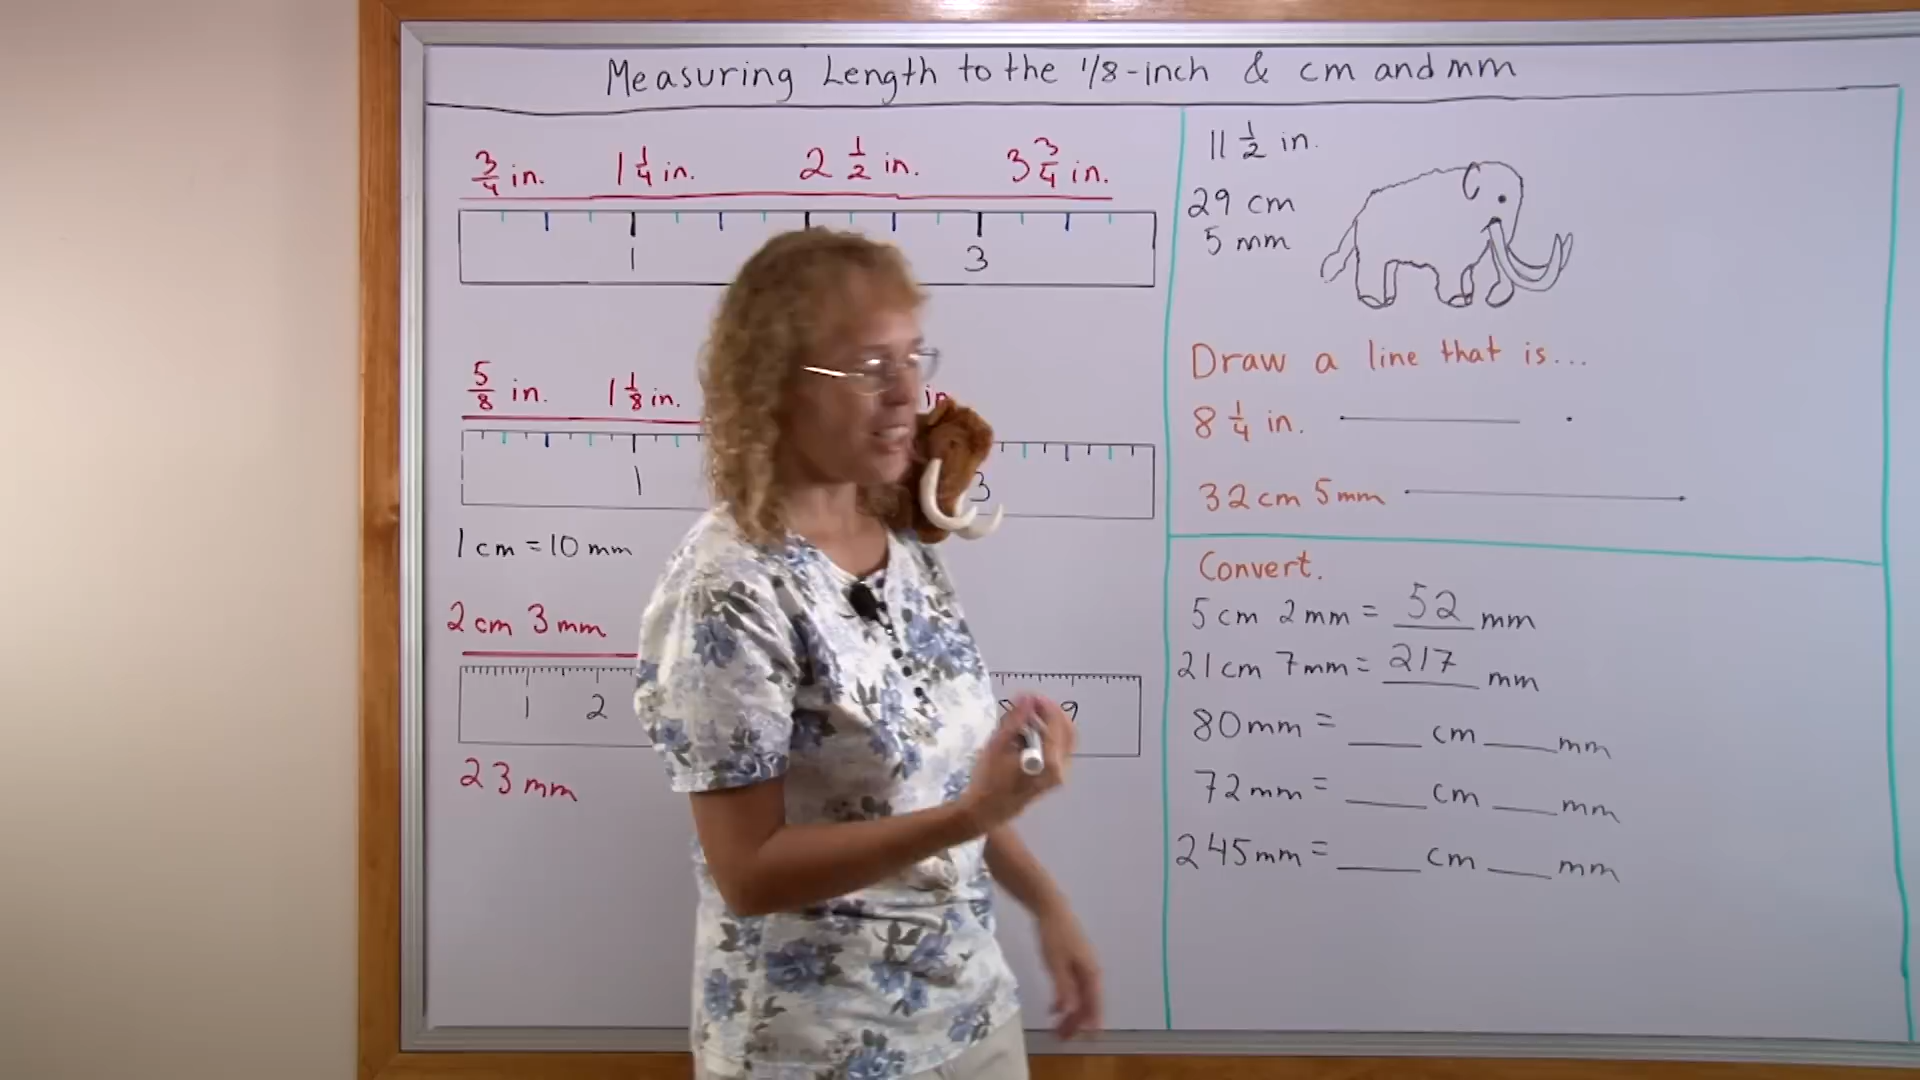 Measuring Length to the 1/8-inch & cm and mm
3/4 in. 1 1/4 in. 2 1/2 in. 3 3/4 in.
1 3
5/8 in. 1 1/8 in. in.
1 3
1 cm = 10 mm
2 cm 3 mm
1 2 9
23 mm
11 1/2 in.
29 cm
5 mm
Draw a line that is...
8 1/4 in.
32 cm 5 mm
Convert.
5 cm 2 mm = 52 mm
21 cm 7 mm = 217 mm
80 mm = ___ cm ___ mm
72 mm = ___ cm ___ mm
245 mm = ___ cm ___ mm